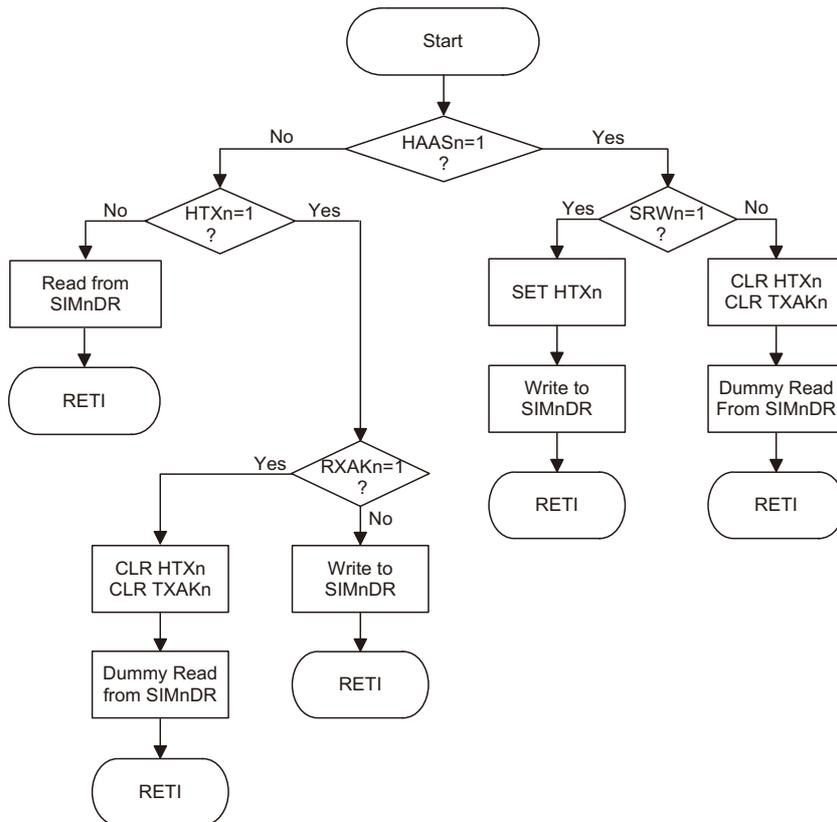 Start
No
HAASn=1
?
Yes
No
HTXn=1
?
Yes
Yes
SRWn=1
?
No
Read from
SIMnDR
SET HTXn
CLR HTXn
CLR TXAKn
RETI
Write to
SIMnDR
Dummy Read
From SIMnDR
Yes
RXAKn=1
?
No
RETI
RETI
CLR HTXn
CLR TXAKn
Write to
SIMnDR
Dummy Read
from SIMnDR
RETI
RETI